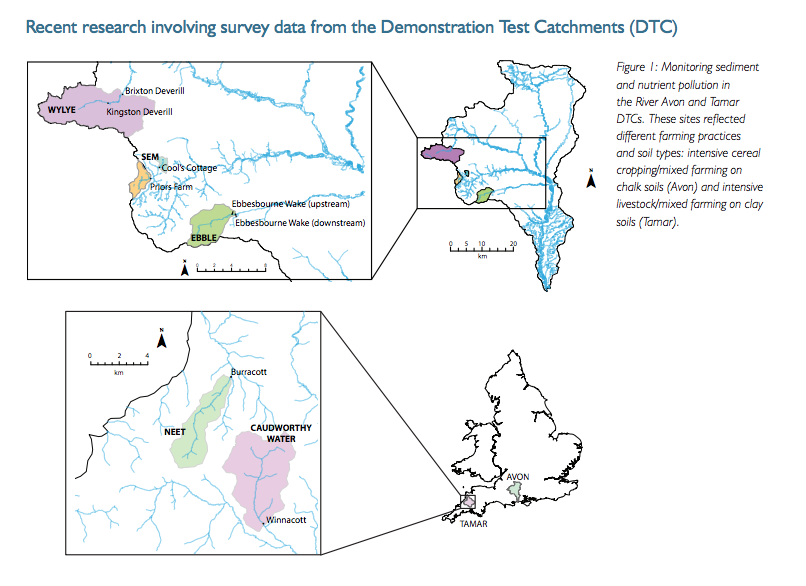 Recent research involving survey data from the Demonstration Test Catchments (DTC)
Brixton Deverill
WYLYE
Kingston Deverill
SEM
Cool's Cottage
Priors Farm
Ebbesbourne Wake (upstream)
Ebbesbourne Wake (downstream)
EBBLE
N
0 2 4 8
N
0 5 10 20
km
Figure 1: Monitoring sediment
and nutrient pollution in
the River Avon and Tamar
DTCs. These sites reflected
different farming practices
and soil types: intensive cereal
cropping/mixed farming on
chalk soils (Avon) and intensive
livestock/mixed farming on clay
soils (Tamar).
N
0 2 4
km
Burracott
NEET
CAUDWORTHY
WATER
Winnacott
AVON
TAMAR